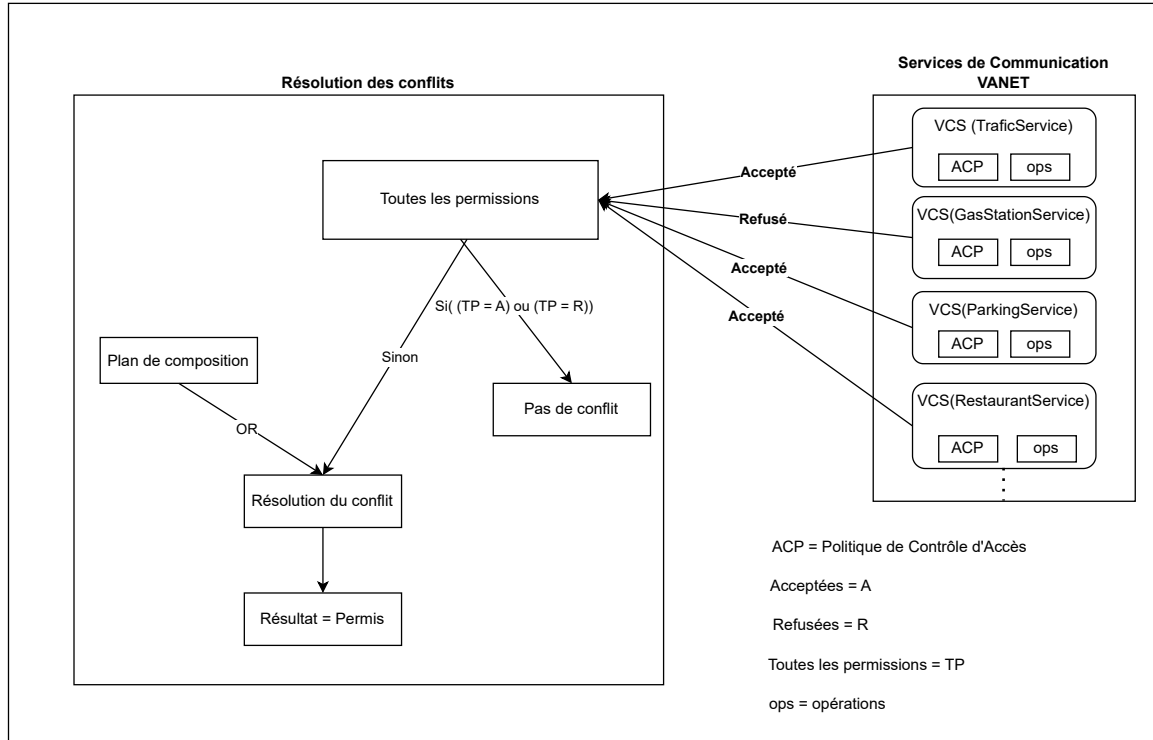 Résolution des conflits
Services de Communication
VANET
Toutes les permissions
Si( (TP = A) ou (TP = R))
Sinon
Plan de composition
OR
Pas de conflit
Résolution du conflit
Résultat = Permis
Accepté
Refusé
Accepté
Accepté
VCS (TraficService)
ACP ops
VCS(GasStationService)
ACP ops
VCS(ParkingService)
ACP ops
VCS(RestaurantService)
ACP ops
ACP = Politique de Contrôle d'Accès
Acceptées = A
Refusées = R
Toutes les permissions = TP
ops = opérations